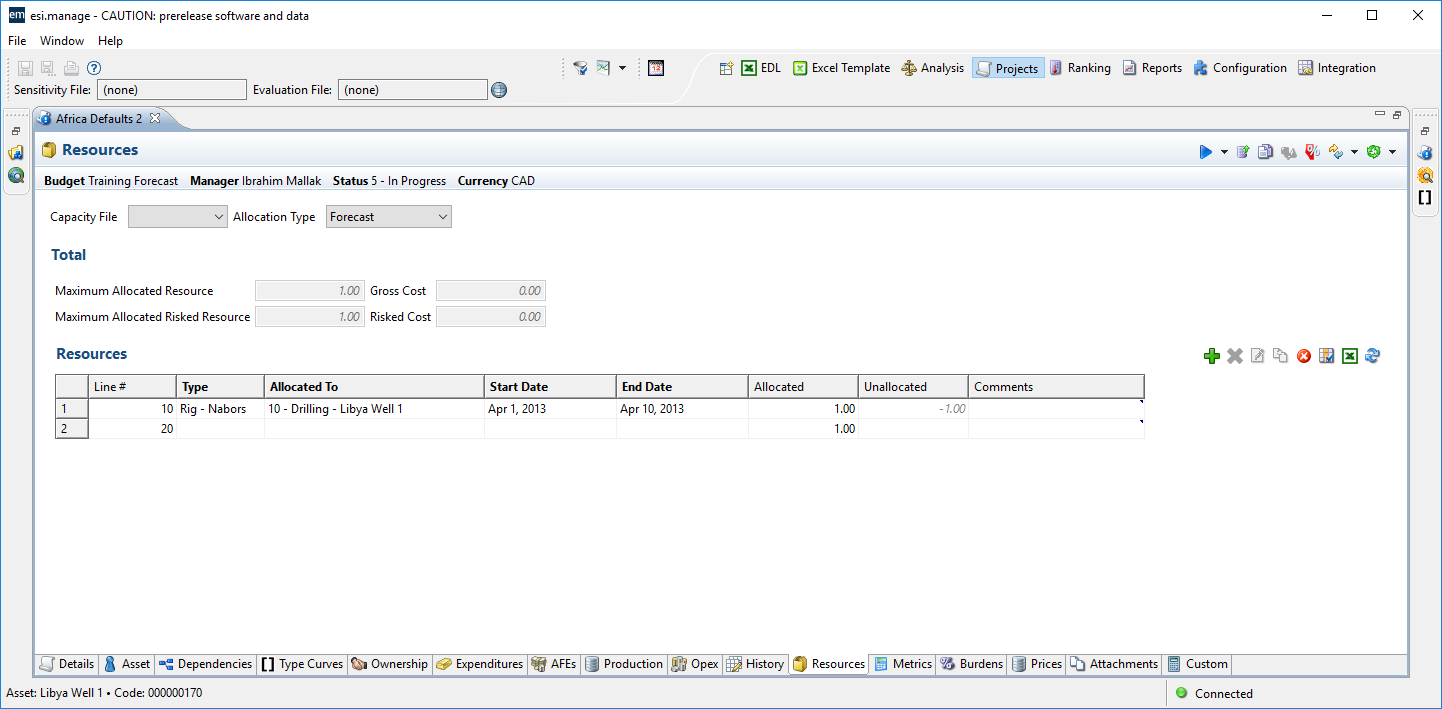 em esi.manage - CAUTION: prerelease software and data
File Window Help
12 EDL Excel Template Analysis Projects Ranking Reports Configuration Integration
Sensitivity File: (none) Evaluation File: (none)
Africa Defaults 2
Resources
Budget Training Forecast Manager Ibrahim Mallak Status 5 - In Progress Currency CAD
Capacity File Allocation Type Forecast
Total
Maximum Allocated Resource 1.00 Gross Cost 0.00
Maximum Allocated Risked Resource 1.00 Risked Cost 0.00
Resources
Line # Type Allocated To Start Date End Date Allocated Unallocated Comments
1 10 Rig - Nabors 10 - Drilling - Libya Well 1 Apr 1, 2013 Apr 10, 2013 1.00 -1.00
2 20 1.00
Details Asset Dependencies Type Curves Ownership Expenditures AFEs Production Opex History Resources Metrics Burdens Prices Attachments Custom
Asset: Libya Well 1 • Code: 000000170 Connected